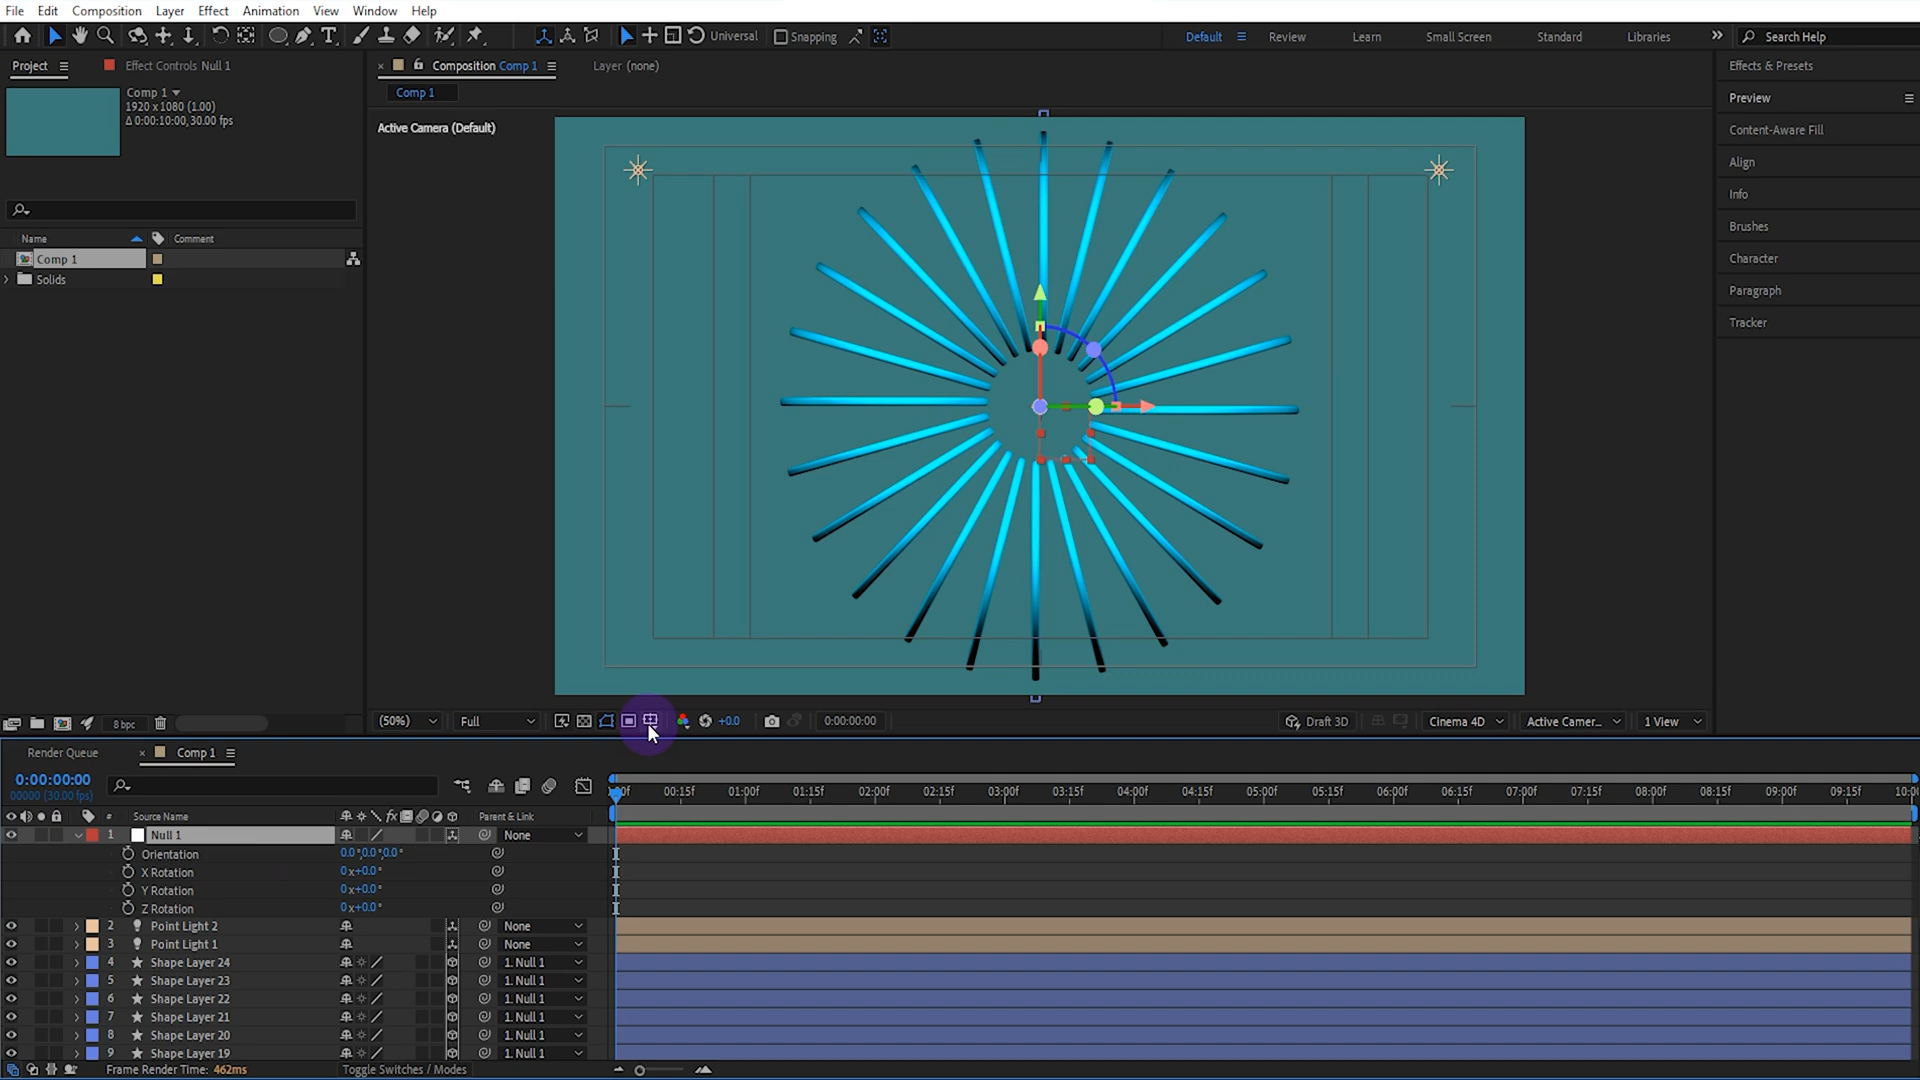 File Edit Composition Layer Effect Animation View Window Help
Universal Snapping Default Review Learn Small Screen Standard Libraries Search Help
Project Effect Controls Null 1 Composition Comp 1 Layer (none) Effects & Presets
Comp 1
1920 x 1080 (1.00)
Δ 0:00:10:00, 30.00 fps
Comp 1
Active Camera (Default)
Preview
Content-Aware Fill
Align
Info
Brushes
Character
Paragraph
Tracker
Name Comment
Comp 1
Solids
8 bpc
(50%) Full +0.0 0:00:00:00 Draft 3D Cinema 4D Active Camer... 1 View
Render Queue Comp 1
0:00:00:00
00000 (30.00 fps)
00:15f 01:00f 01:15f 02:00f 02:15f 03:00f 03:15f 04:00f 04:15f 05:00f 05:15f 06:00f 06:15f 07:00f 07:15f 08:00f 08:15f 09:00f 09:15f 10:00
# Source Name Parent & Link
1 Null 1 None
Orientation 0.0°,0.0°,0.0°
X Rotation 0x+0.0°
Y Rotation 0x+0.0°
Z Rotation 0x+0.0°
2 Point Light 2 None
3 Point Light 1 None
4 Shape Layer 24 1. Null 1
5 Shape Layer 23 1. Null 1
6 Shape Layer 22 1. Null 1
7 Shape Layer 21 1. Null 1
8 Shape Layer 20 1. Null 1
9 Shape Layer 19 1. Null 1
Frame Render Time: 462ms Toggle Switches / Modes